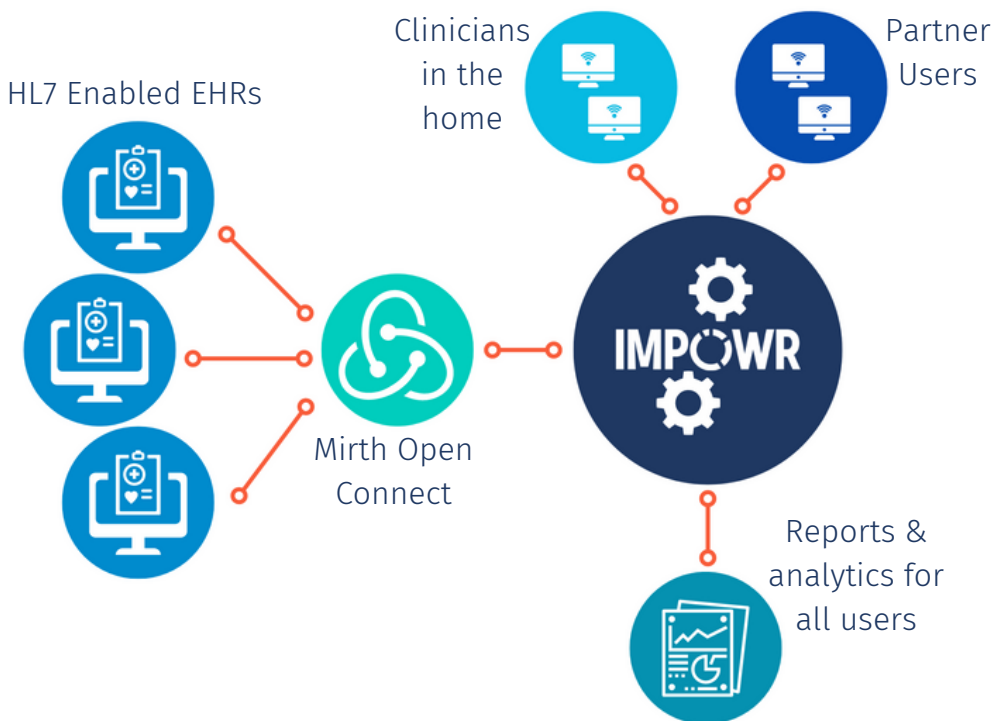 Clinicians
in the
home
Partner
Users
HL7 Enabled EHRs
IMPOWR
Mirth Open
Connect
Reports &
analytics for
all users